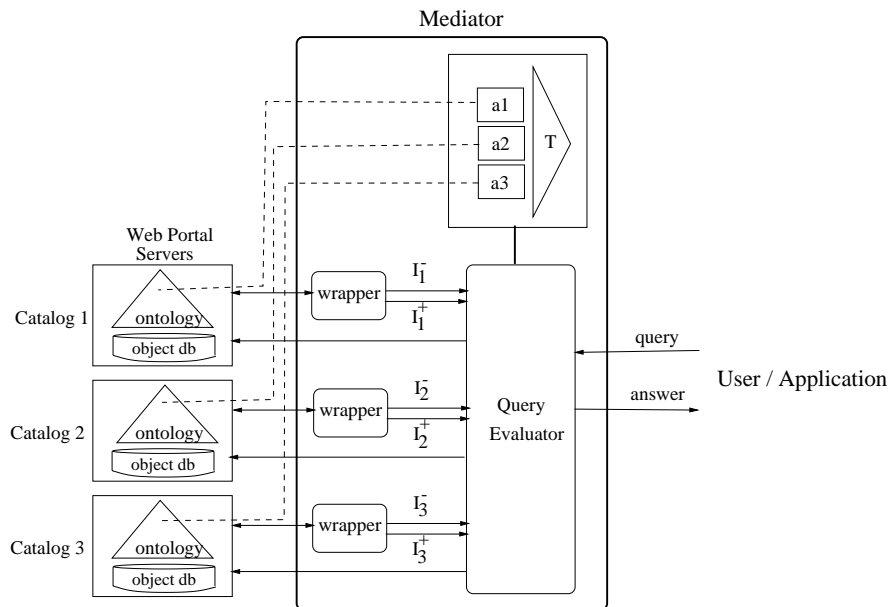 Mediator
a1
a2
a3
T
Web Portal
Servers
Catalog 1
ontology
object db
wrapper
I₁⁻
I₁⁺
query
User / Application
answer
Catalog 2
ontology
object db
wrapper
I₂⁻
I₂⁺
Query
Evaluator
Catalog 3
ontology
object db
wrapper
I₃⁻
I₃⁺